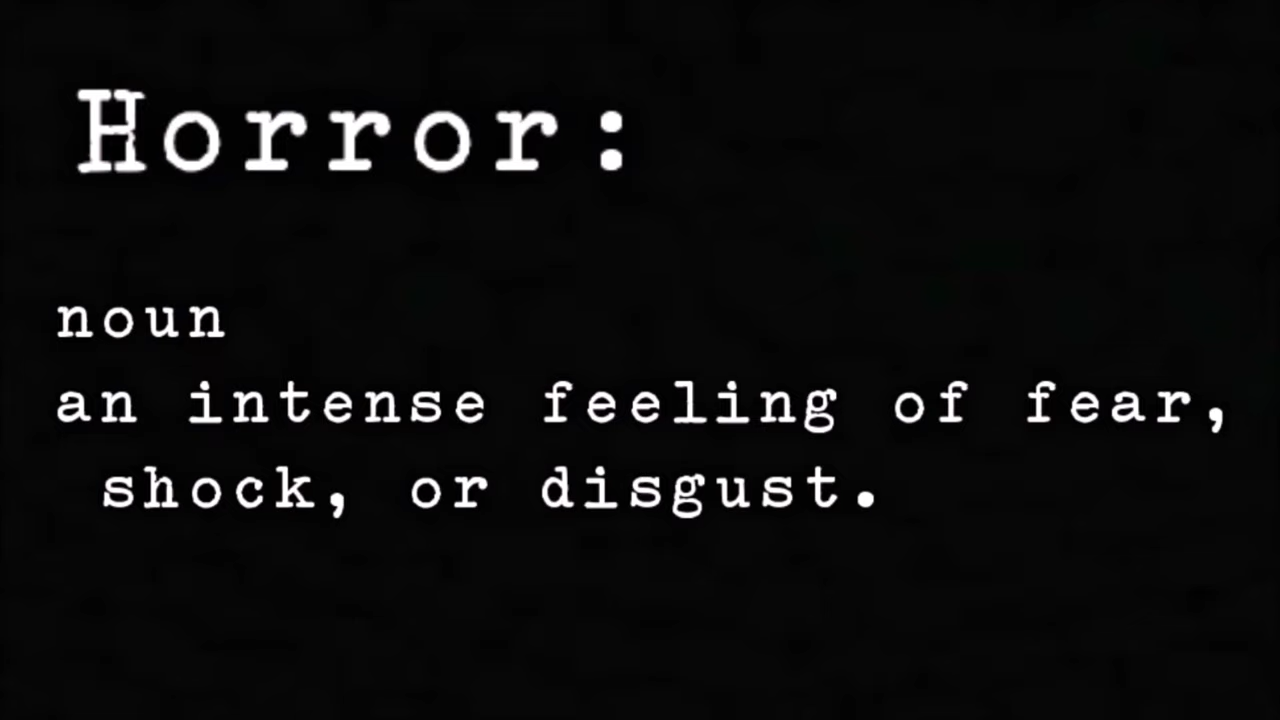 Horror:
noun
an intense feeling of fear,
shock, or disgust.